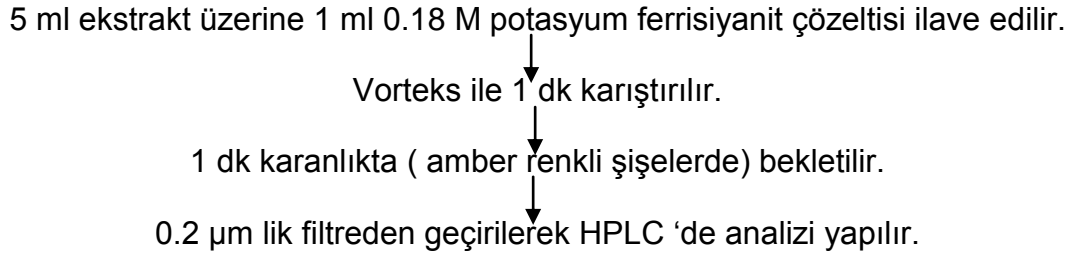 5 ml ekstrakt üzerine 1 ml 0.18 M potasyum ferrisiyanit çözeltisi ilave edilir.
Vorteks ile 1 dk karıştırılır.
1 dk karanlıkta ( amber renkli şişelerde) bekletilir.
0.2 µm lik filtreden geçirilerek HPLC ‘de analizi yapılır.